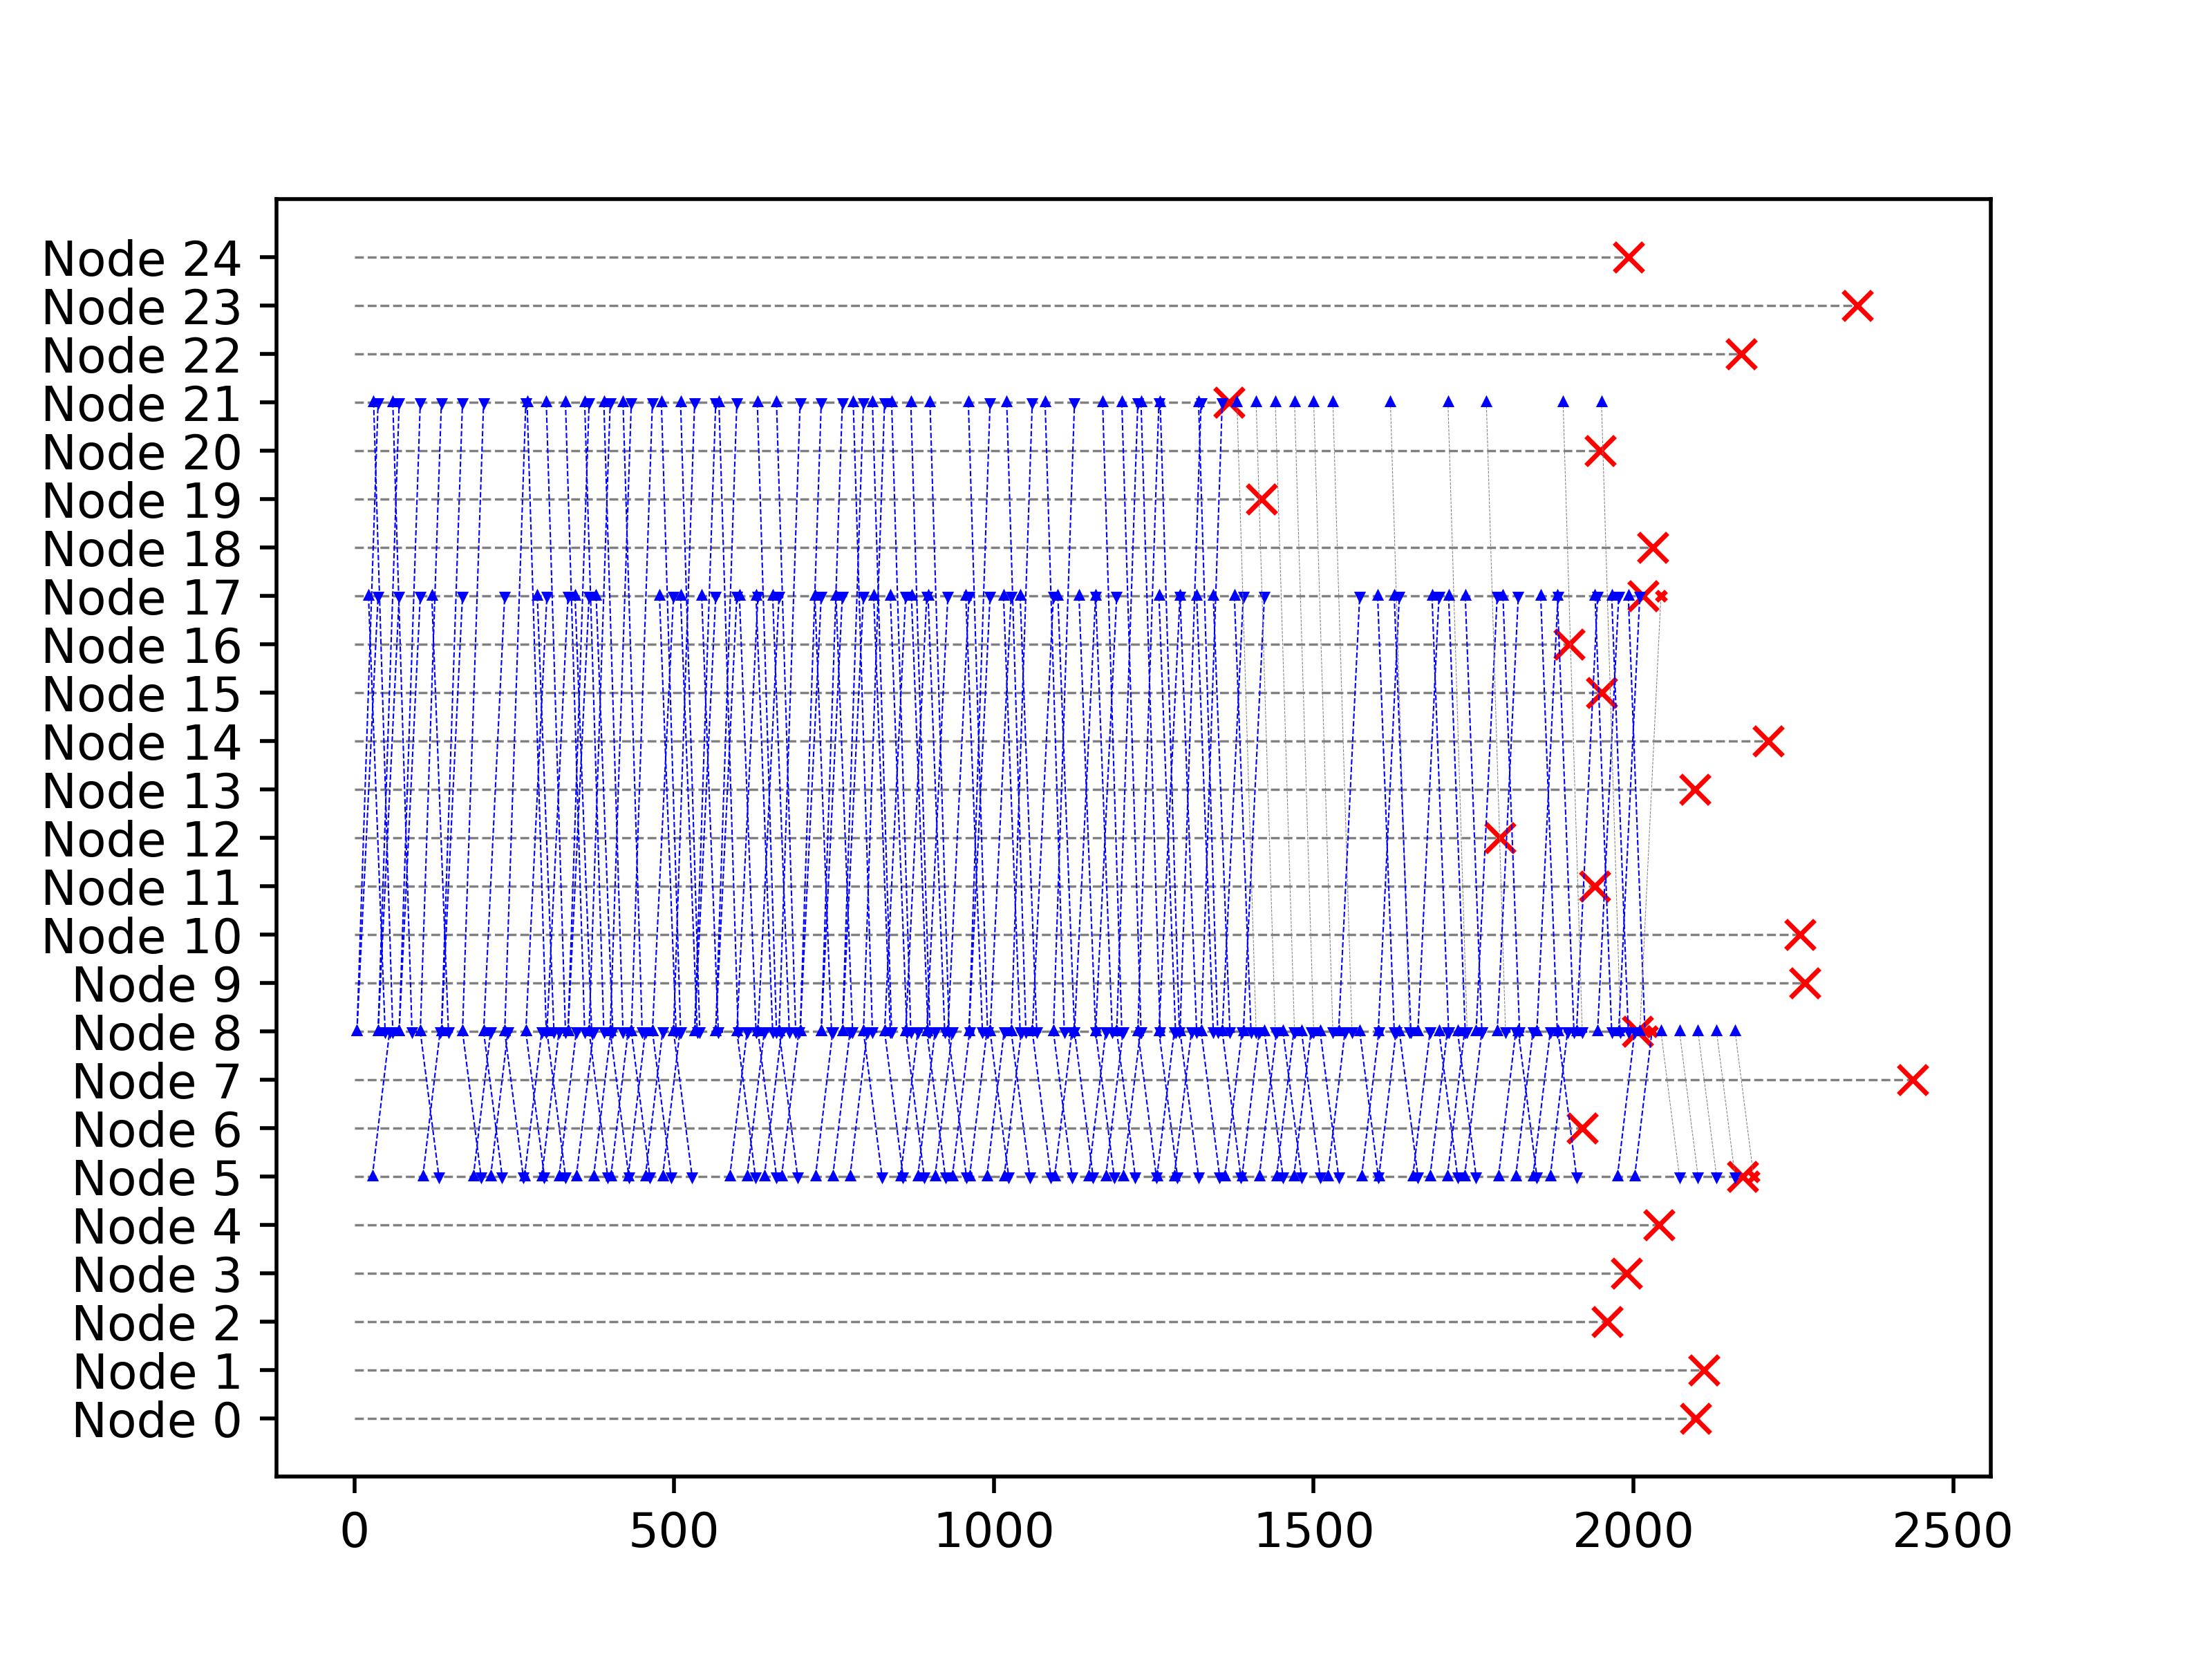 Node 24
Node 23
Node 22
Node 21
Node 20
Node 19
Node 18
Node 17
Node 16
Node 15
Node 14
Node 13
Node 12
Node 11
Node 10
Node 9
Node 8
Node 7
Node 6
Node 5
Node 4
Node 3
Node 2
Node 1
Node 0
0 500 1000 1500 2000 2500